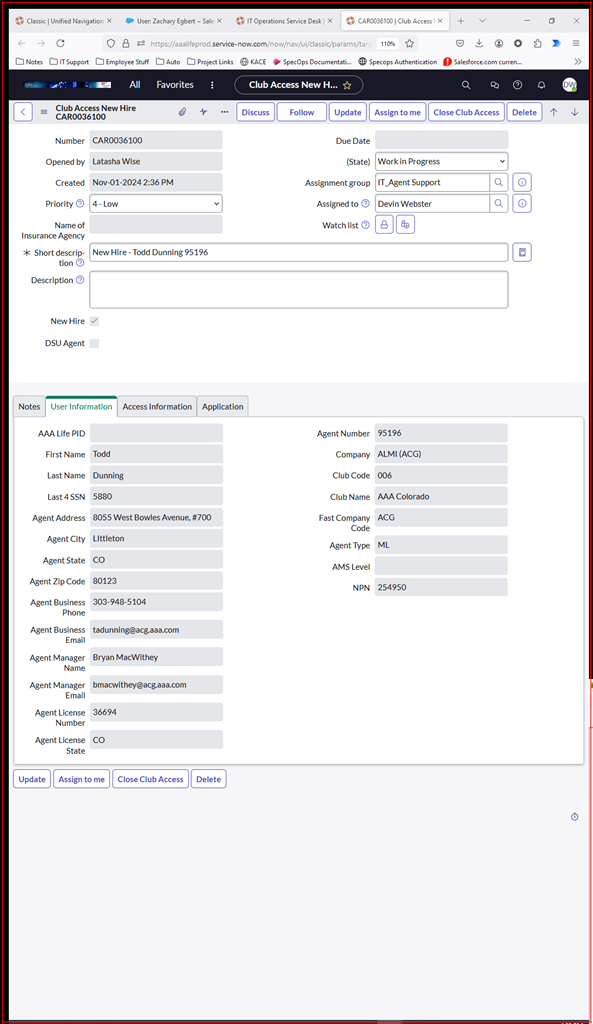 Classic | Unified Navigation
User: Zachary Egbert ~ Sale
IT Operations Service Desk |
CAR0036100 | Club Access
https://aaalifeprod.service-now.com/now/nav/ui/classic/params/tar
110%
Notes IT Support Employee Stuff Auto Project Links KACE SpecOps Documentati... Specops Authentication Salesforce.com curren...
All Favorites Club Access New H... DW
Club Access New Hire
CAR0036100
Discuss Follow Update Assign to me Close Club Access Delete
Number CAR0036100
Due Date
Opened by Latasha Wise
(State) Work in Progress
Created Nov-01-2024 2:36 PM
Assignment group IT_Agent Support
Priority 4 - Low
Assigned to Devin Webster
Name of
Insurance Agency
Watch list
Short descrip-
tion
New Hire - Todd Dunning 95196
Description
New Hire
DSU Agent
Notes User Information Access Information Application
AAA Life PID
Agent Number 95196
First Name Todd
Company ALMI (ACG)
Last Name Dunning
Club Code 006
Last 4 SSN 5880
Club Name AAA Colorado
Agent Address 8055 West Bowles Avenue, #700
Fast Company
Code
ACG
Agent City Littleton
Agent Type ML
Agent State CO
AMS Level
Agent Zip Code 80123
NPN 254950
Agent Business
Phone
303-948-5104
Agent Business
Email
tadunning@acg.aaa.com
Agent Manager
Name
Bryan MacWithey
Agent Manager
Email
bmacwithey@acg.aaa.com
Agent License
Number
36694
Agent License
State
CO
Update Assign to me Close Club Access Delete